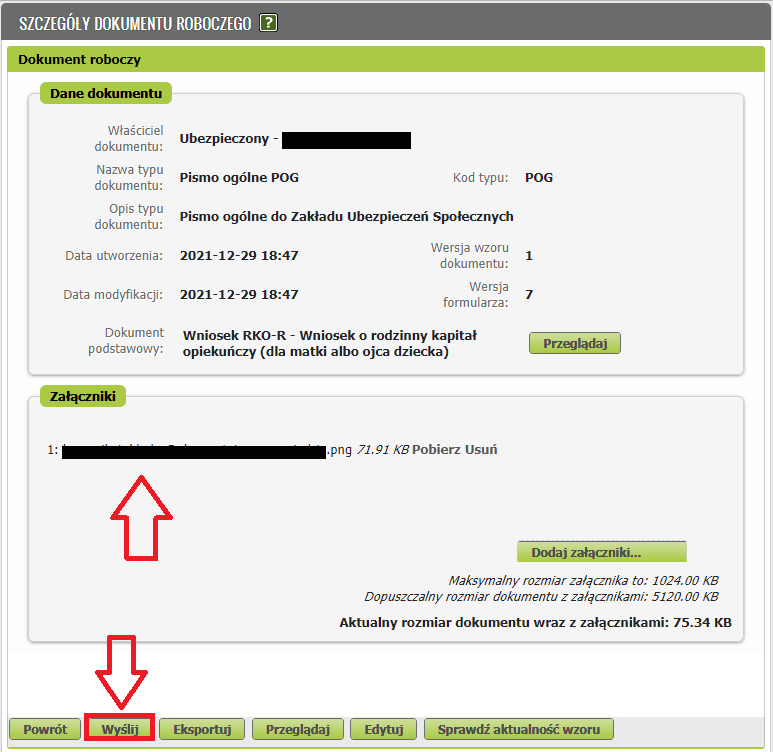 SZCZEGÓŁY DOKUMENTU ROBOCZEGO ?
Dokument roboczy
Dane dokumentu
Właściciel dokumentu: Ubezpieczony -
Nazwa typu dokumentu: Pismo ogólne POG Kod typu: POG
Opis typu dokumentu: Pismo ogólne do Zakładu Ubezpieczeń Społecznych
Data utworzenia: 2021-12-29 18:47 Wersja wzoru dokumentu: 1
Data modyfikacji: 2021-12-29 18:47 Wersja formularza: 7
Dokument podstawowy: Wniosek RKO-R - Wniosek o rodzinny kapitał
opiekuńczy (dla matki albo ojca dziecka) Przeglądaj
Załączniki
1: .png 71.91 KB Pobierz Usuń
Dodaj załączniki...
Maksymalny rozmiar załącznika to: 1024.00 KB
Dopuszczalny rozmiar dokumentu z załącznikami: 5120.00 KB
Aktualny rozmiar dokumentu wraz z załącznikami: 75.34 KB
Powrót Wyślij Eksportuj Przeglądaj Edytuj Sprawdź aktualność wzoru